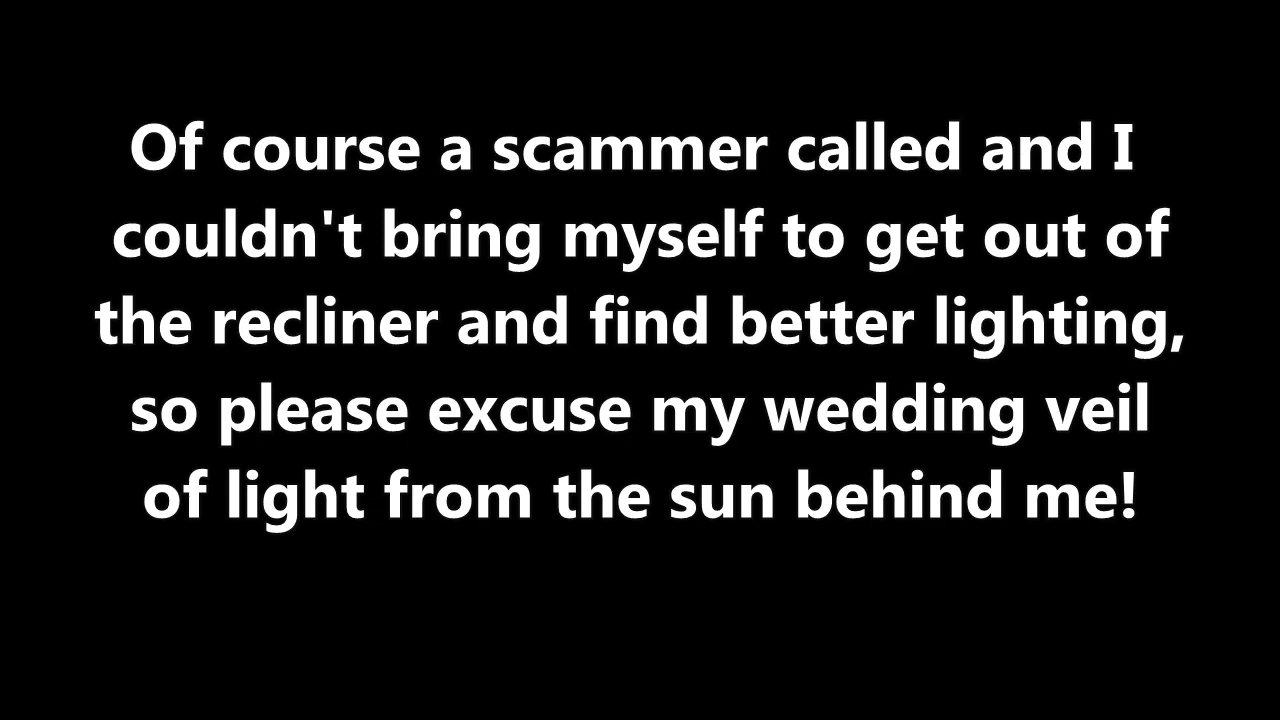 Of course a scammer called and I
couldn't bring myself to get out of
the recliner and find better lighting,
so please excuse my wedding veil
of light from the sun behind me!